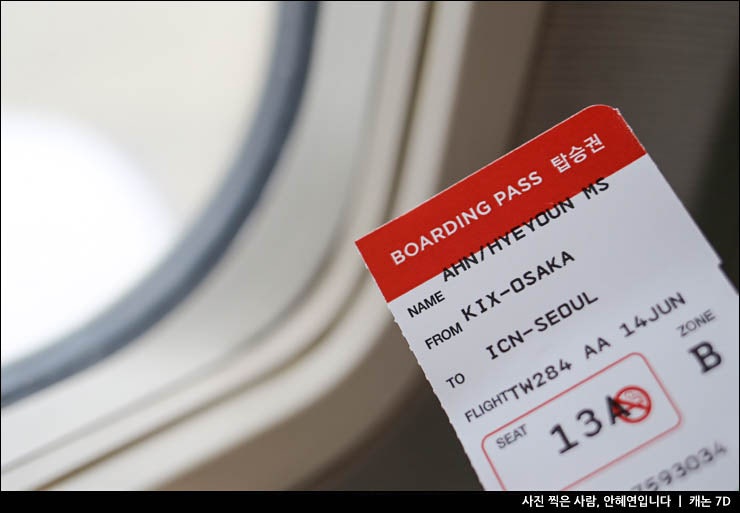 BOARDING PASS 탑승권
NAME AHN/HYEYOUN MS
FROM KIX-OSAKA
TO ICN-SEOUL
FLIGHT TW284 AA 14JUN
ZONE
B
SEAT
13A
7593034
사진 찍은 사람, 안혜연입니다 | 캐논 7D